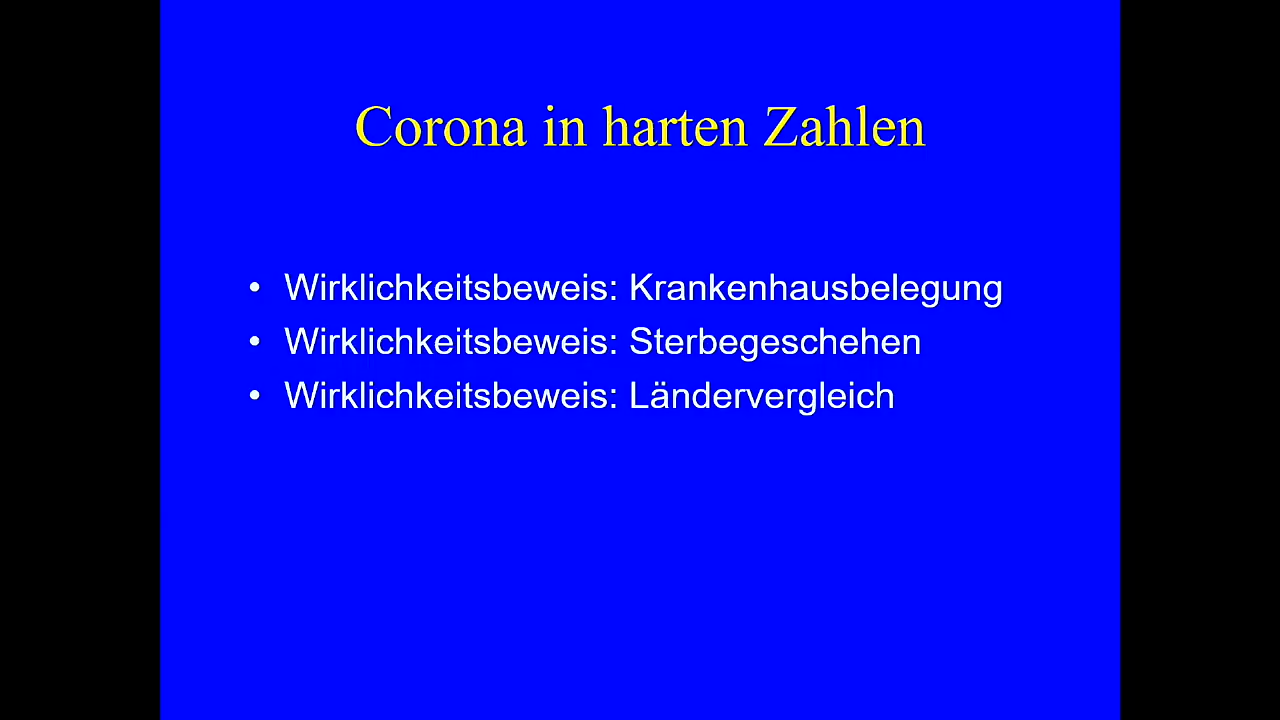 Corona in harten Zahlen
• Wirklichkeitsbeweis: Krankenhausbelegung
• Wirklichkeitsbeweis: Sterbegeschehen
• Wirklichkeitsbeweis: Ländervergleich